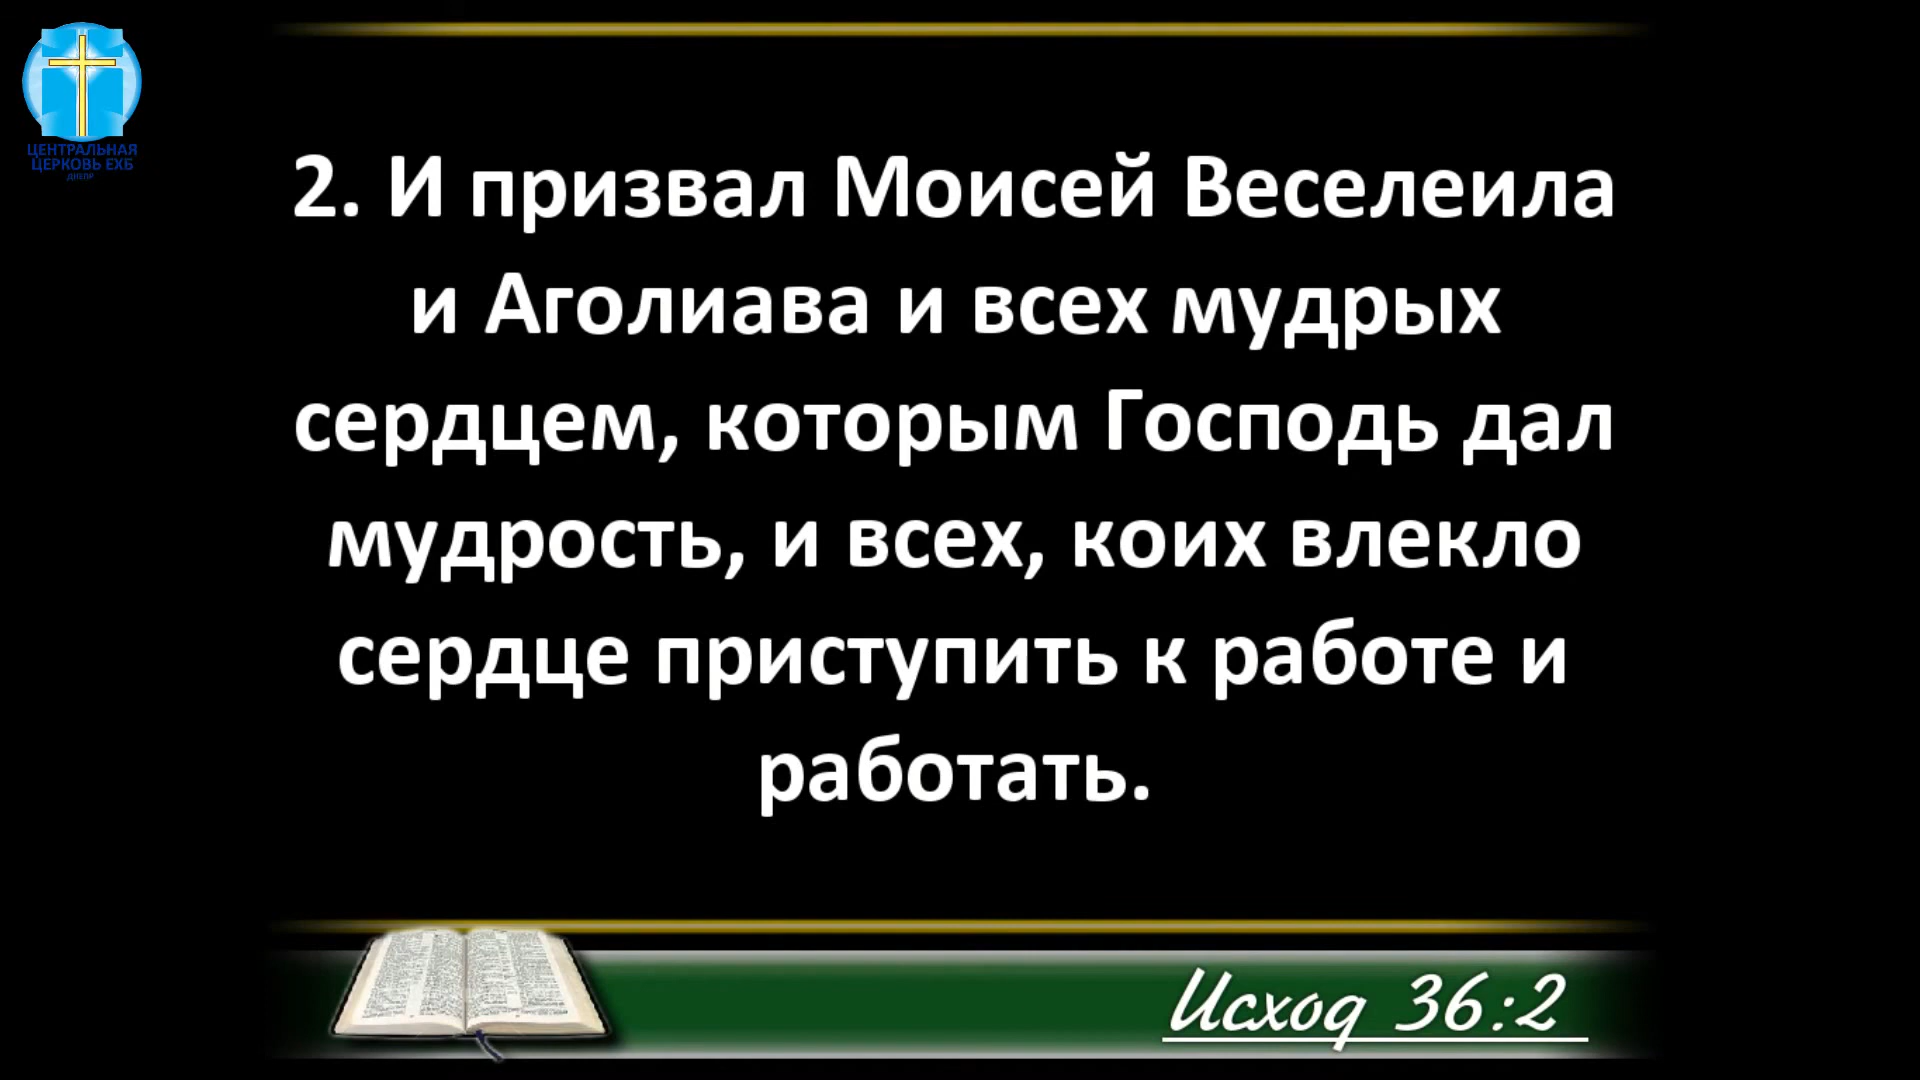 ЦЕНТРАЛЬНАЯ
ЦЕРКОВЬ ЕХБ
ДНЕПР
2. И призвал Моисей Веселеила
и Аголиава и всех мудрых
сердцем, которым Господь дал
мудрость, и всех, коих влекло
сердце приступить к работе и
работать.
Исход 36:2